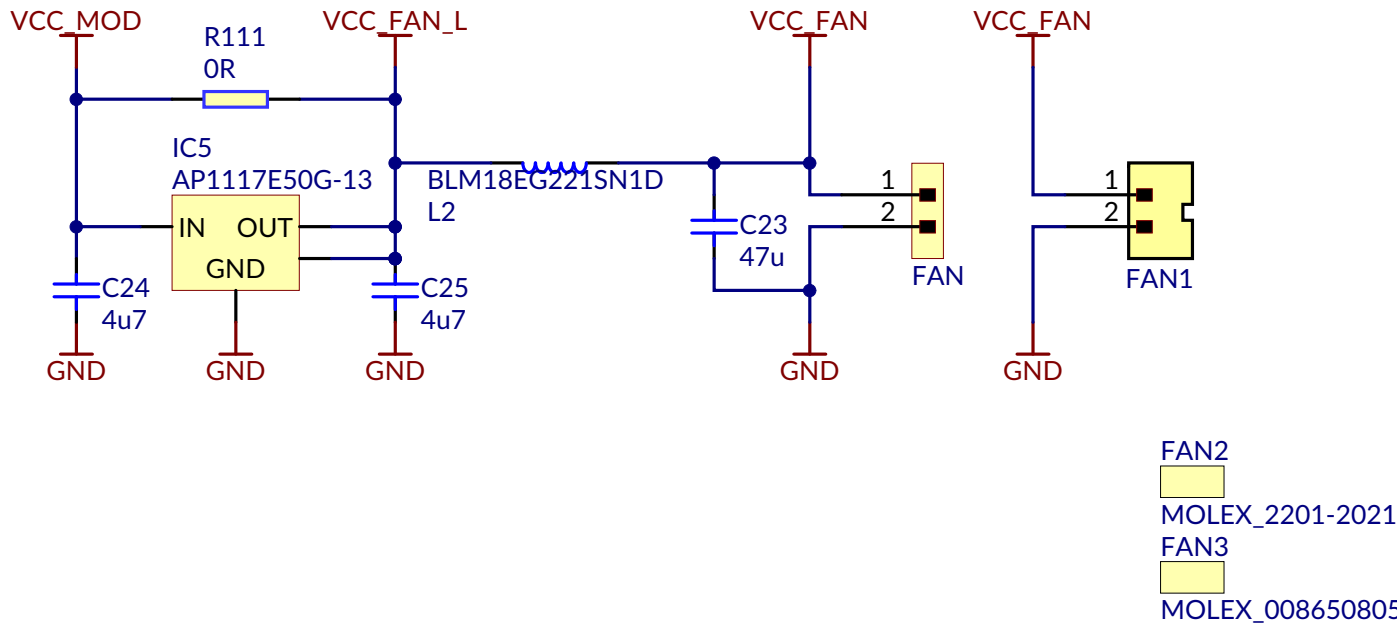 VCC_MOD
VCC_FAN_L
VCC_FAN
VCC_FAN
R111
0R
IC5
AP1117E50G-13
IN
OUT
GND
BLM18EG221SN1D
L2
C24
4u7
C25
4u7
C23
47u
1
2
FAN
1
2
FAN1
GND
GND
GND
GND
GND
FAN2
MOLEX_2201-2021
FAN3
MOLEX_008650805